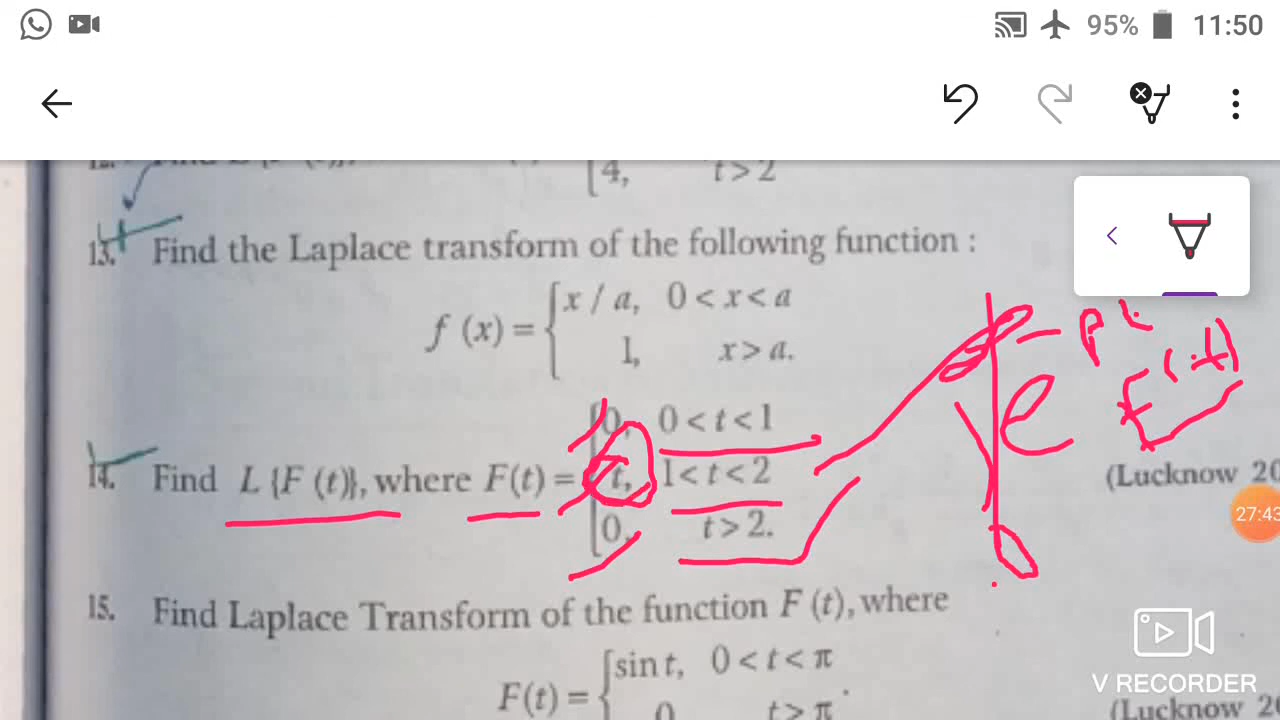 95% 11:50
4, t > 2
13. Find the Laplace transform of the following function :
f (x) = { x / a, 0 < x < a
1, x > a.
0, 0 < t < 1
14. Find L {F (t)}, where F(t) = { t, 1 < t < 2
(Lucknow 20
0, t > 2.
27:43
15. Find Laplace Transform of the function F (t), where
F(t) = { sin t, 0 < t < π
0 t > π
(Lucknow 20
V RECORDER